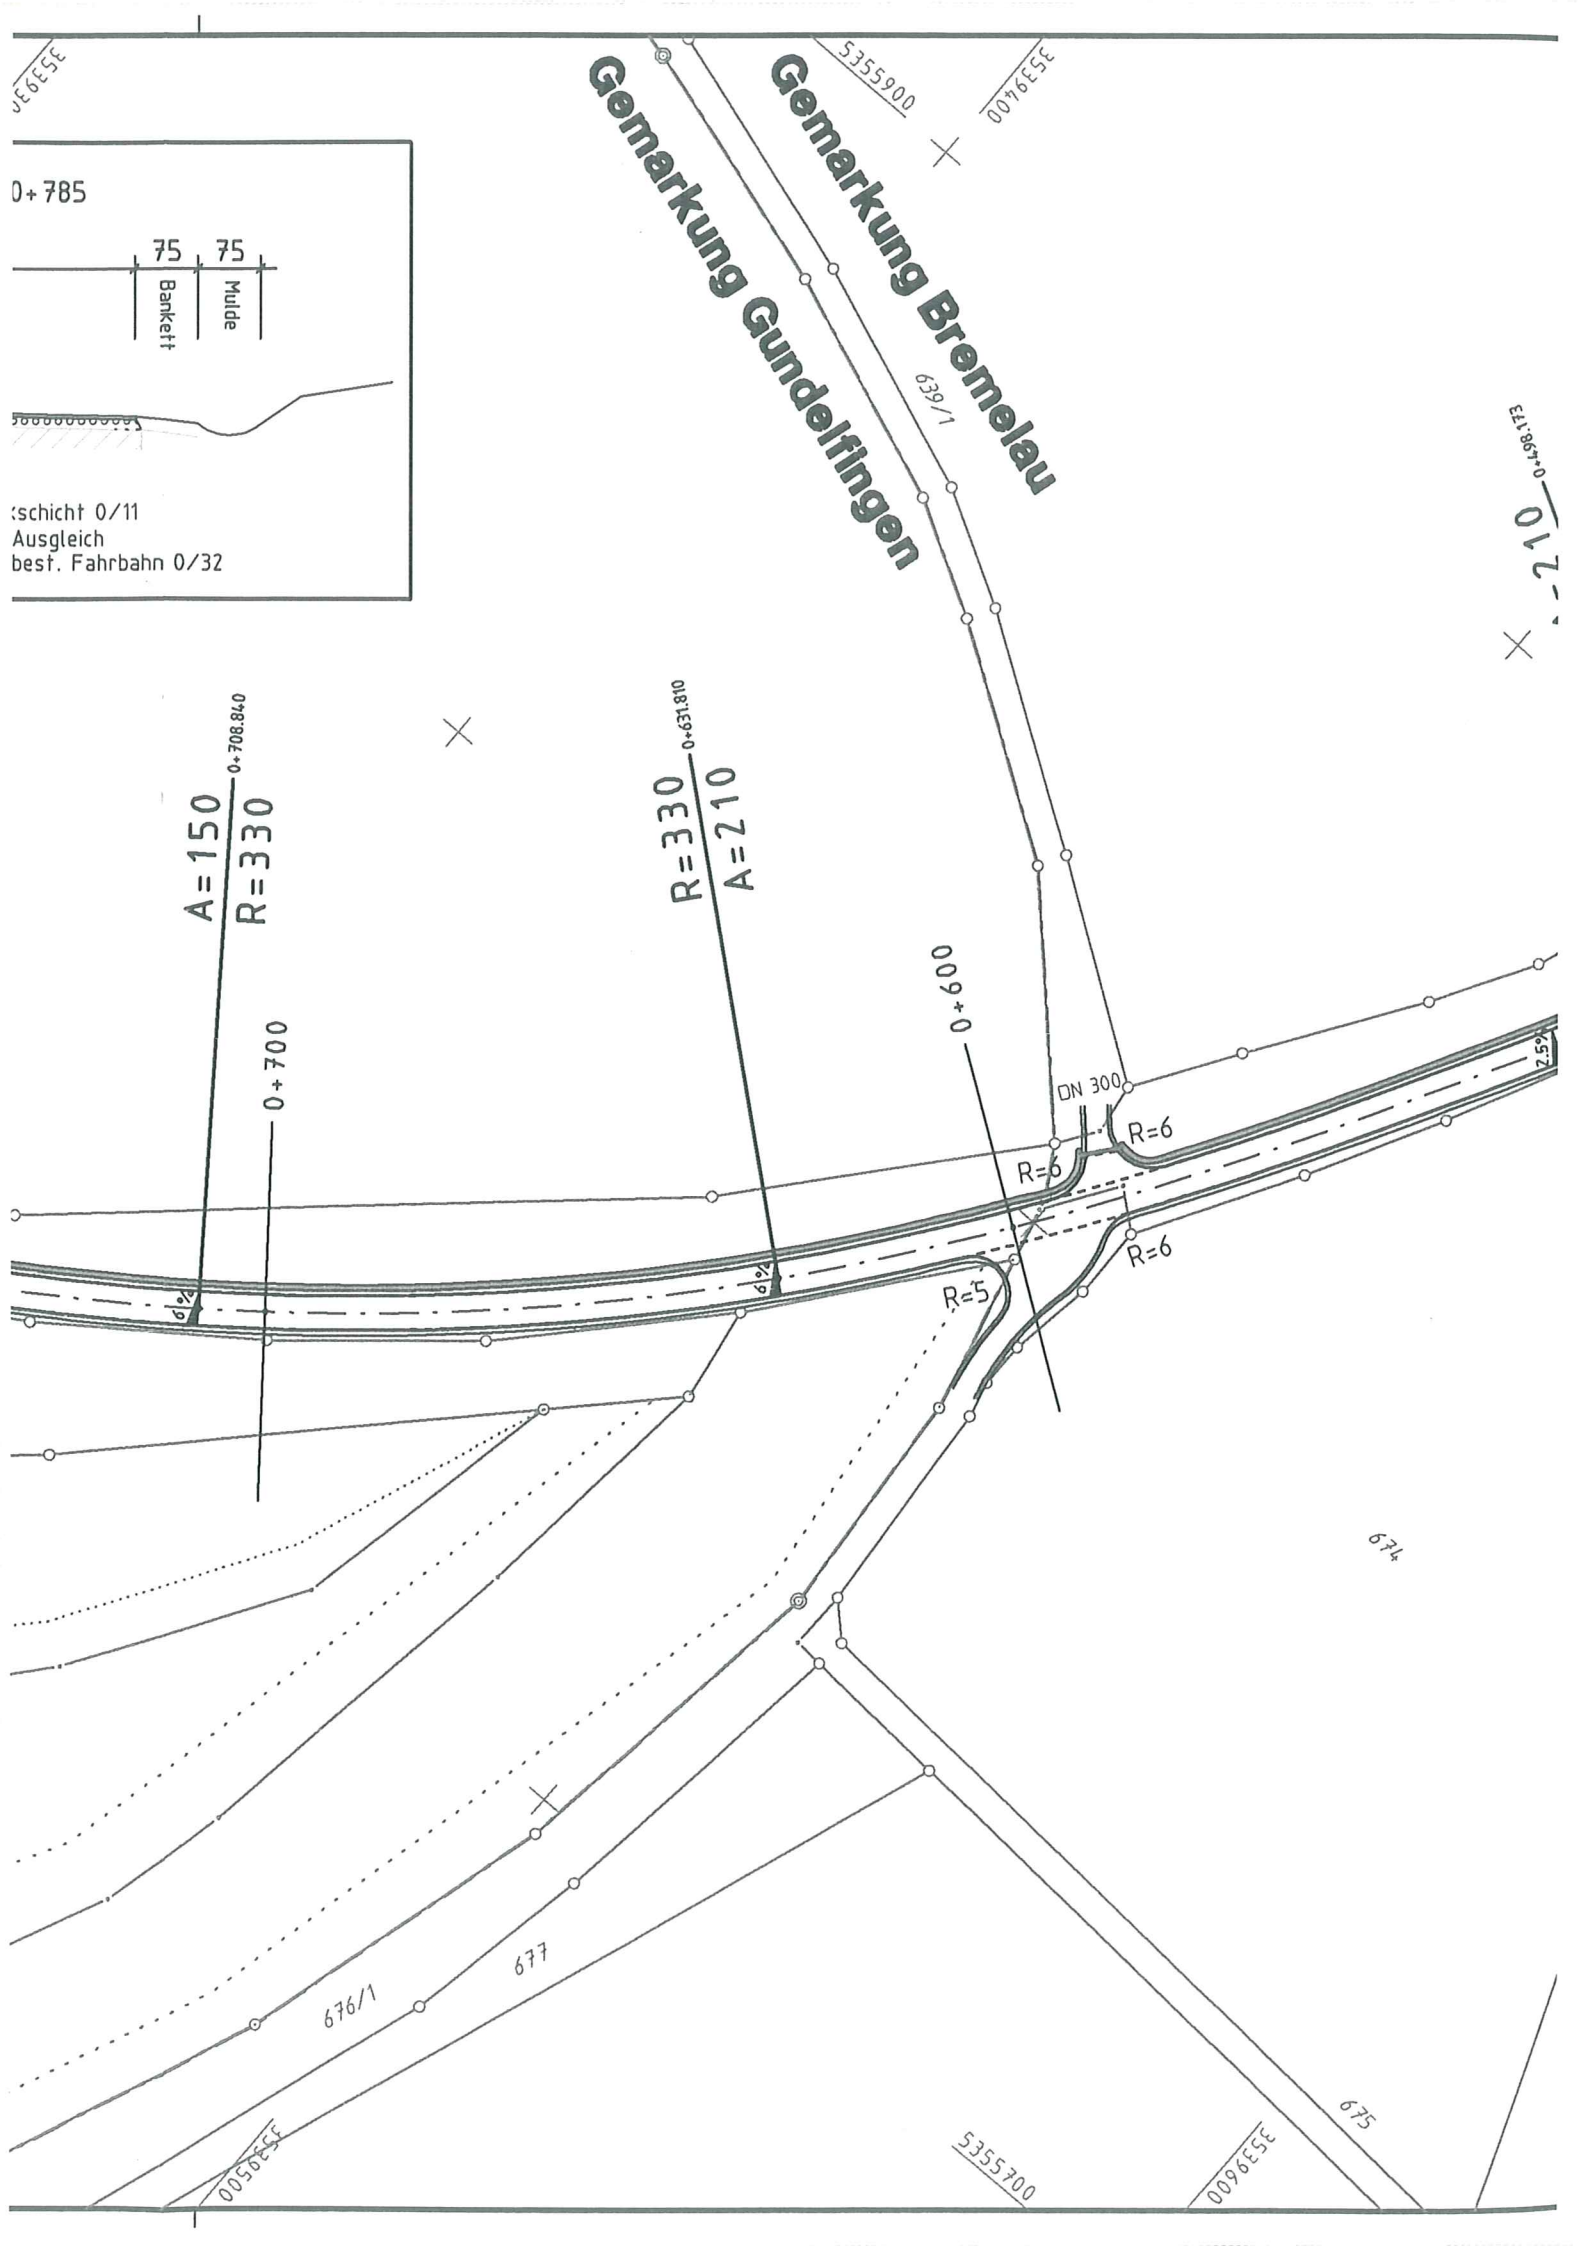 5355900
3539400
Gemarkung Gundelfingen
Gemarkung Bremelau
639/1
0+785
75 75
Bankett
Mulde
schicht 0/11
Ausgleich
best. Fahrbahn 0/32
0+498.173
210
0+708.840
A=150
R=330
0+700
0+631.810
R=330
A=210
0+600
DN 300
R=6
R=6
R=6
R=5
2.5%
6%
6%
674
677
676/1
675
3539500
5355700
3539600